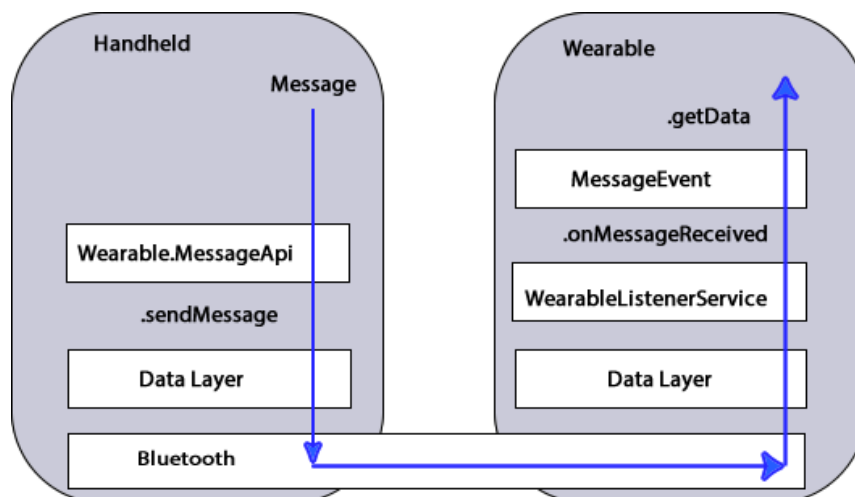 Handheld
Message
Wearable.MessageApi
.sendMessage
Data Layer
Bluetooth
Wearable
.getData
MessageEvent
.onMessageReceived
WearableListenerService
Data Layer